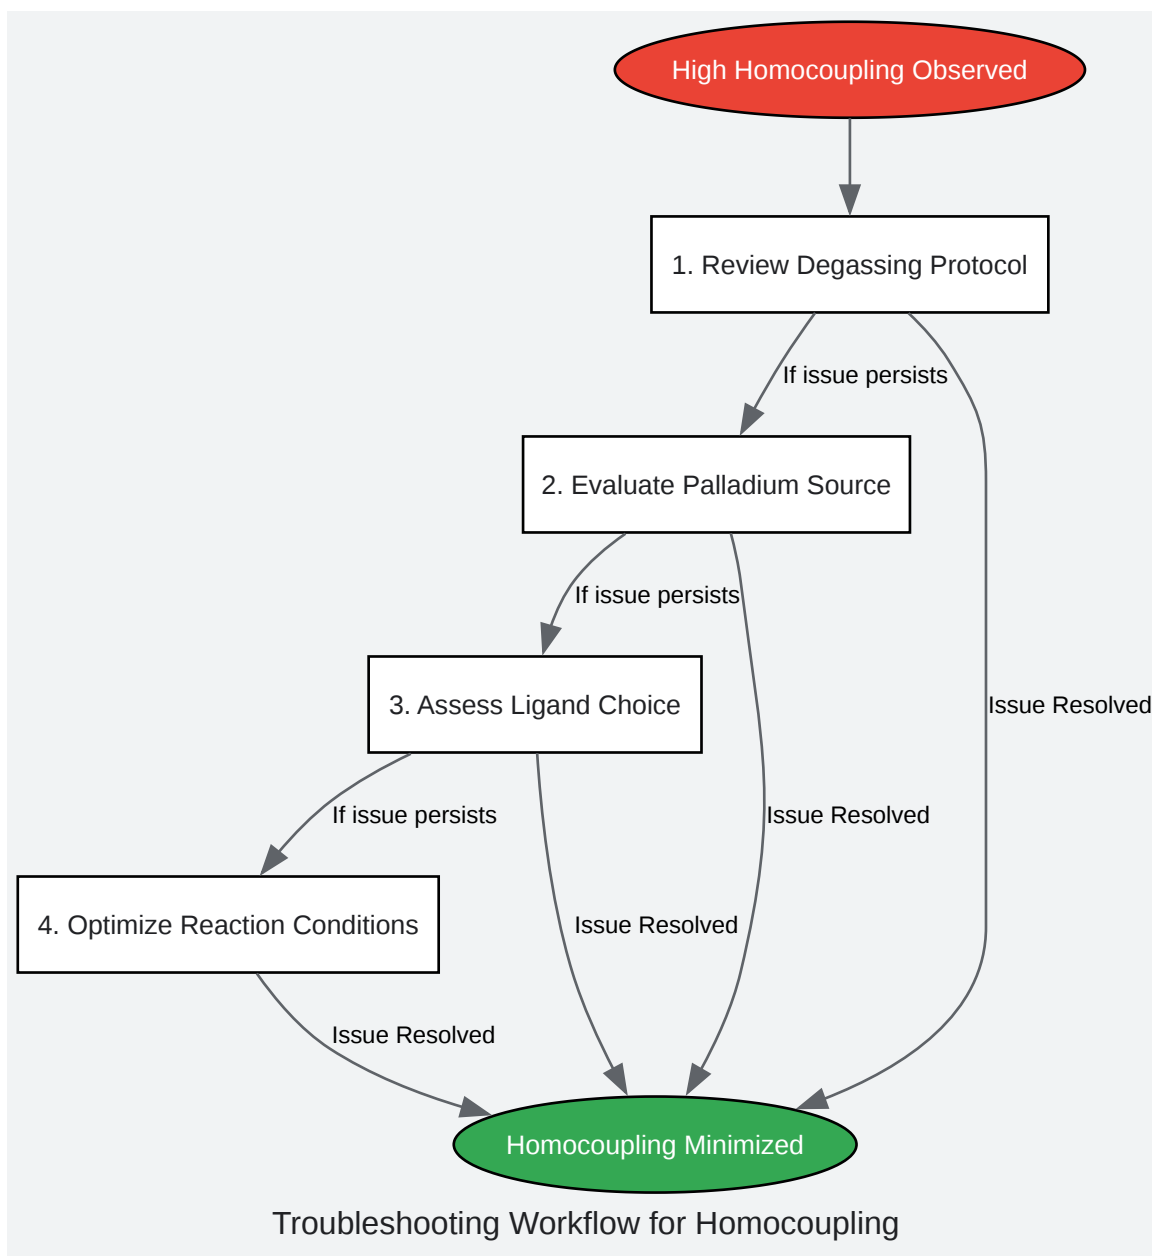 High Homocoupling Observed
1. Review Degassing Protocol
If issue persists
2. Evaluate Palladium Source
If issue persists
3. Assess Ligand Choice
Issue Resolved
If issue persists
Issue Resolved
4. Optimize Reaction Conditions
Issue Resolved
Issue Resolved
Homocoupling Minimized
Troubleshooting Workflow for Homocoupling